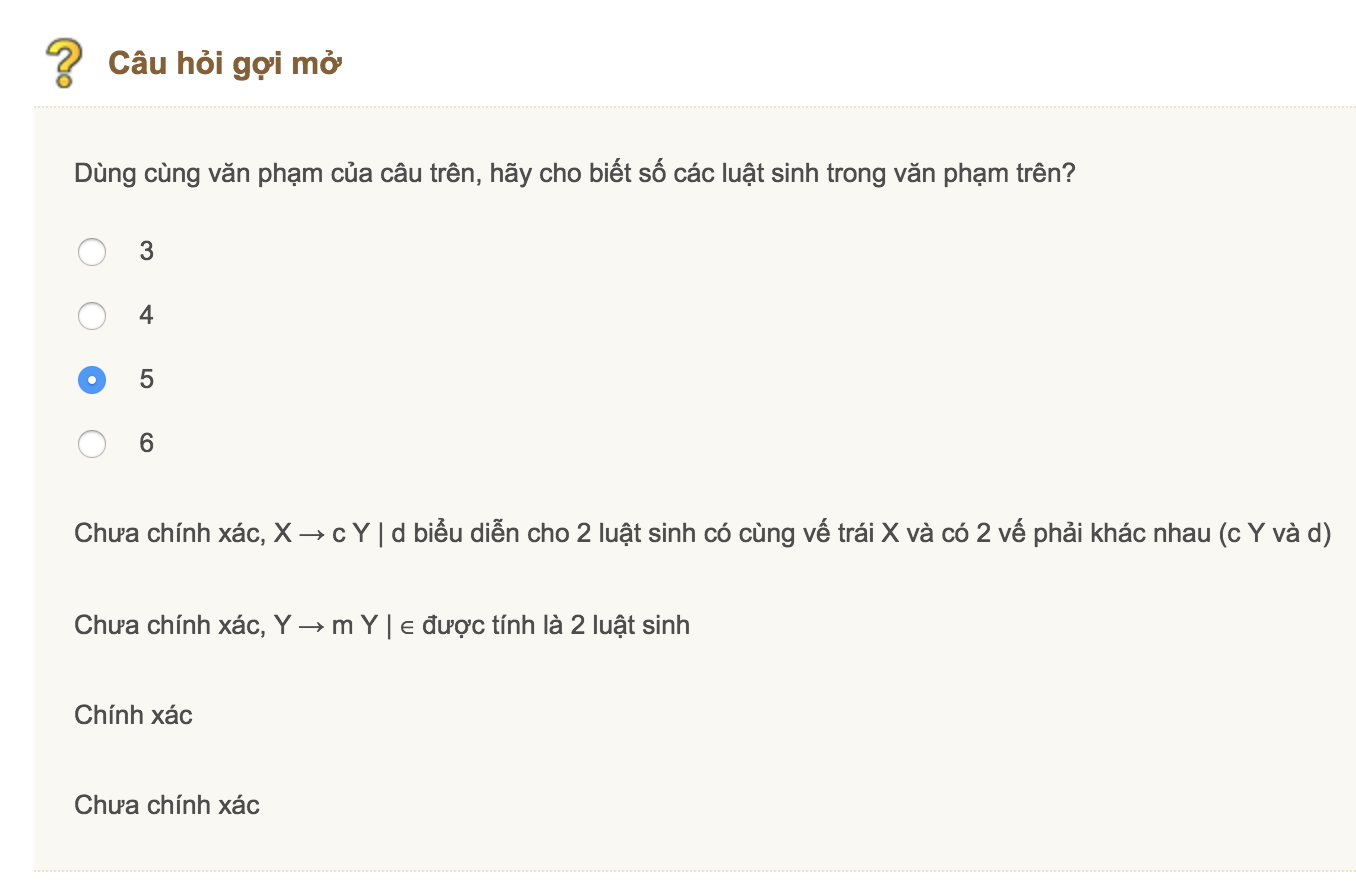 Câu hỏi gợi mở
Dùng cùng văn phạm của câu trên, hãy cho biết số các luật sinh trong văn phạm trên?
3
4
5
6
Chưa chính xác, X → c Y | d biểu diễn cho 2 luật sinh có cùng vế trái X và có 2 vế phải khác nhau (c Y và d)
Chưa chính xác, Y → m Y | ∊ được tính là 2 luật sinh
Chính xác
Chưa chính xác